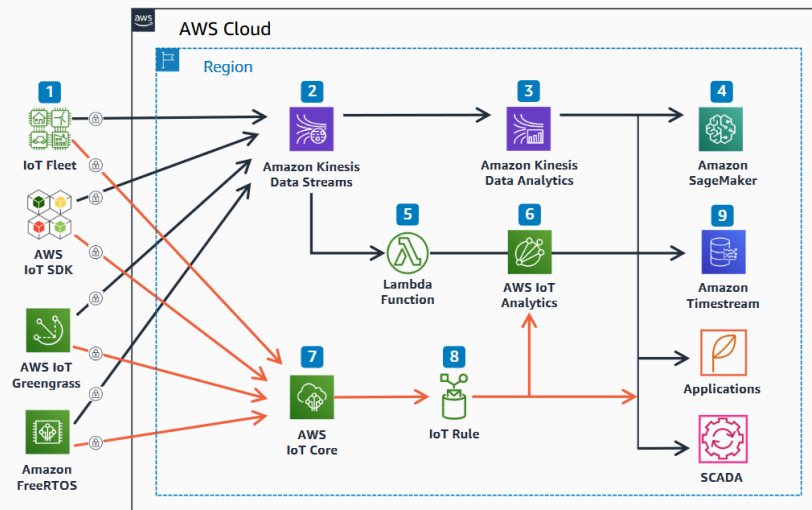 aws
AWS Cloud
Region
1
IoT Fleet
AWS
IoT SDK
AWS IoT
Greengrass
Amazon
FreeRTOS
2
Amazon Kinesis
Data Streams
3
Amazon Kinesis
Data Analytics
4
Amazon
SageMaker
5
Lambda
Function
6
AWS IoT
Analytics
9
Amazon
Timestream
7
AWS
IoT Core
8
IoT Rule
Applications
SCADA